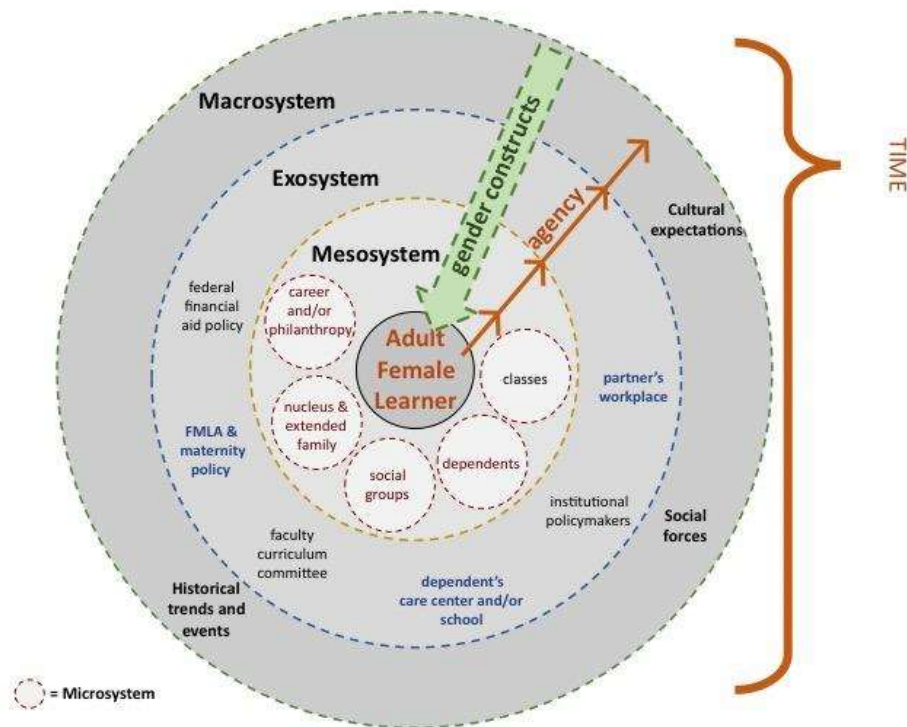 Macrosystem
Exosystem
Mesosystem
gender constructs
agency
TIME
Cultural
expectations
federal
financial
aid policy
career
and/or
philanthropy
Adult
Female
Learner
classes
partner's
workplace
nucleus &
extended
family
FMLA &
maternity
policy
social
groups
dependents
institutional
policymakers
Social
forces
faculty
curriculum
committee
dependent's
care center and/or
school
Historical
trends and
events
= Microsystem